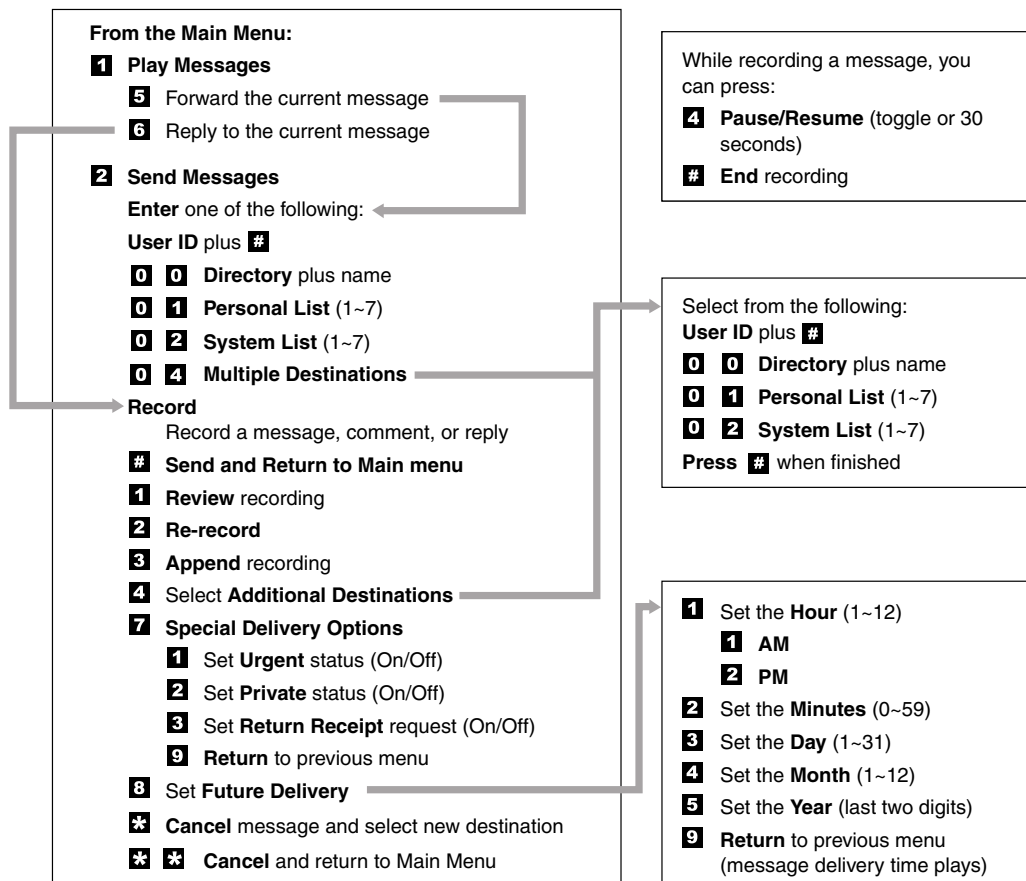 From the Main Menu:
1 Play Messages
5 Forward the current message
6 Reply to the current message
2 Send Messages
Enter one of the following:
User ID plus #
0 0 Directory plus name
0 1 Personal List (1~7)
0 2 System List (1~7)
0 4 Multiple Destinations
Record
Record a message, comment, or reply
# Send and Return to Main menu
1 Review recording
2 Re-record
3 Append recording
4 Select Additional Destinations
7 Special Delivery Options
1 Set Urgent status (On/Off)
2 Set Private status (On/Off)
3 Set Return Receipt request (On/Off)
9 Return to previous menu
8 Set Future Delivery
* Cancel message and select new destination
* * Cancel and return to Main Menu
While recording a message, you
can press:
4 Pause/Resume (toggle or 30
seconds)
# End recording
Select from the following:
User ID plus #
0 0 Directory plus name
0 1 Personal List (1~7)
0 2 System List (1~7)
Press # when finished
1 Set the Hour (1~12)
1 AM
2 PM
2 Set the Minutes (0~59)
3 Set the Day (1~31)
4 Set the Month (1~12)
5 Set the Year (last two digits)
9 Return to previous menu
(message delivery time plays)